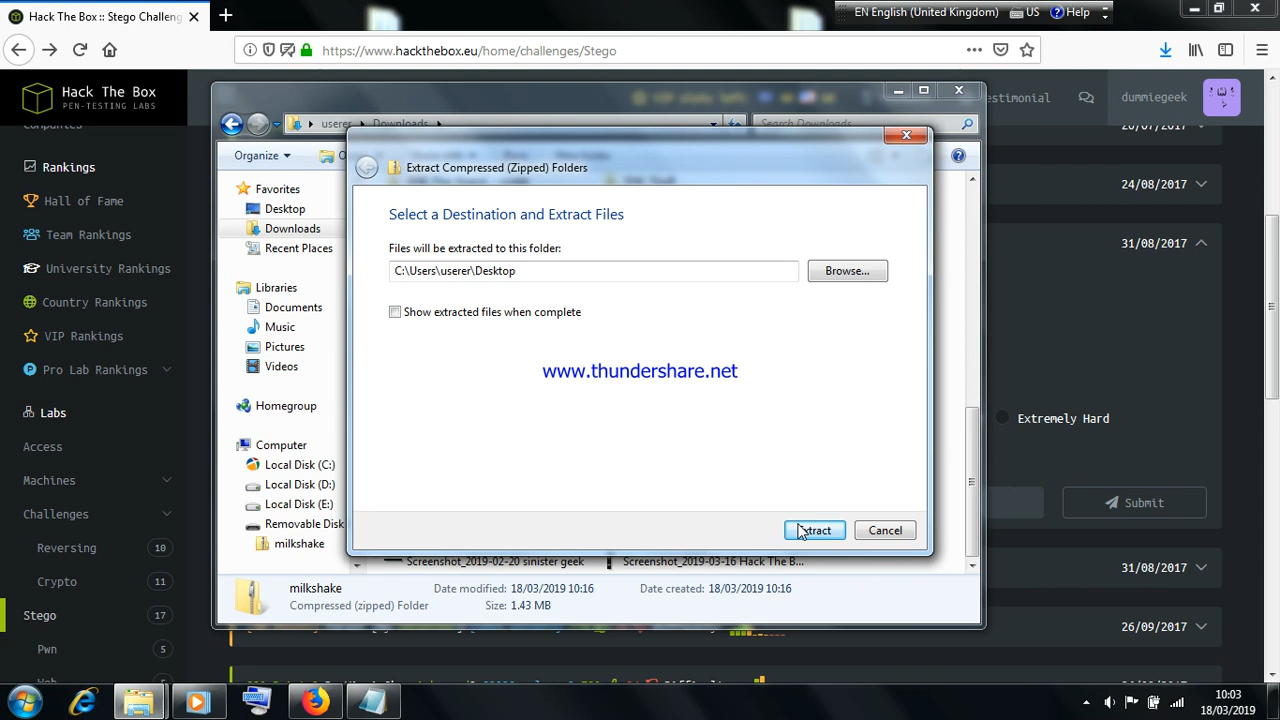 Hack The Box :: Stego Challeng
EN English (United Kingdom)
US
Help
https://www.hackthebox.eu/home/challenges/Stego
Hack The Box
PEN-TESTING LABS
estimonial
dummiegeek
Companies
userer
Downloads
Search Downloads
24/08/2017
31/08/2017
Rankings
Hall of Fame
Team Rankings
University Rankings
Country Rankings
VIP Rankings
Pro Lab Rankings
Labs
Access
Machines
Challenges
Reversing 10
Crypto 11
Stego 17
Pwn 5
Organize
Favorites
Desktop
Downloads
Recent Places
Libraries
Documents
Music
Pictures
Videos
Homegroup
Computer
Local Disk (C:)
Local Disk (D:)
Local Disk (E:)
Removable Disk
milkshake
Extract Compressed (Zipped) Folders
Select a Destination and Extract Files
Files will be extracted to this folder:
C:\Users\userer\Desktop
Browse...
Show extracted files when complete
www.thundershare.net
Extract
Cancel
Extremely Hard
Submit
Screenshot_2019-02-20 sinister geek
Screenshot_2019-03-16 Hack The B...
milkshake
Date modified: 18/03/2019 10:16
Date created: 18/03/2019 10:16
Compressed (zipped) Folder
Size: 1.43 MB
31/08/2017
26/09/2017
10:03
18/03/2019